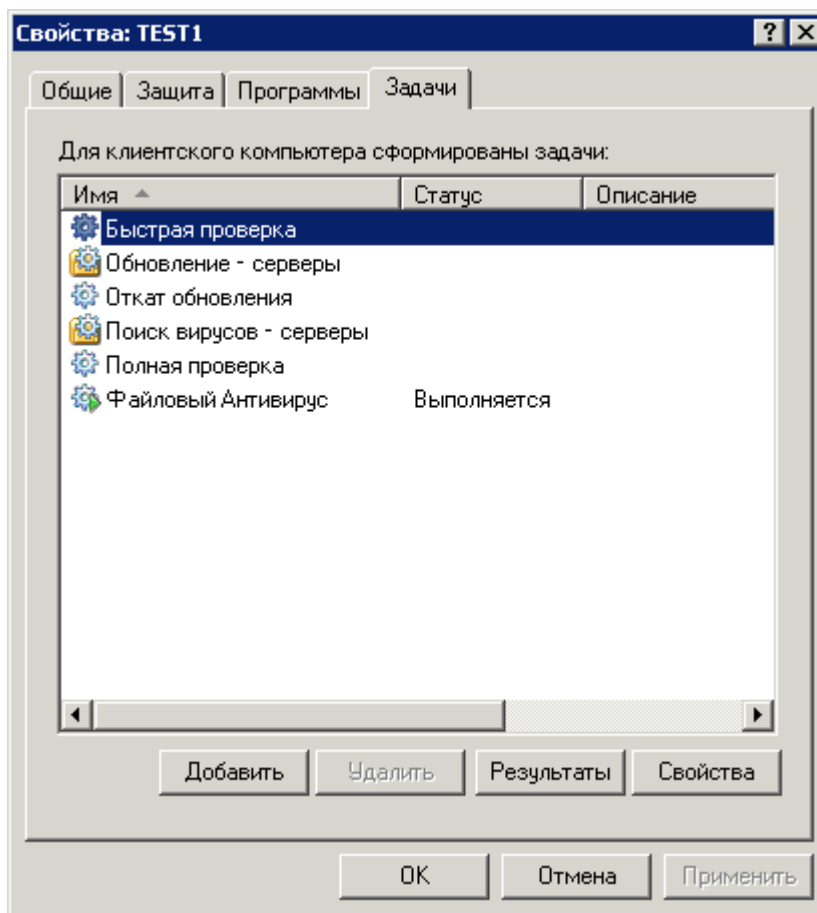 Свойства: TEST1
Общие Защита Программы Задачи
Для клиентского компьютера сформированы задачи:
Имя Статус Описание
Быстрая проверка
Обновление - серверы
Откат обновления
Поиск вирусов - серверы
Полная проверка
Файловый Антивирус Выполняется
Добавить Удалить Результаты Свойства
OK Отмена Применить